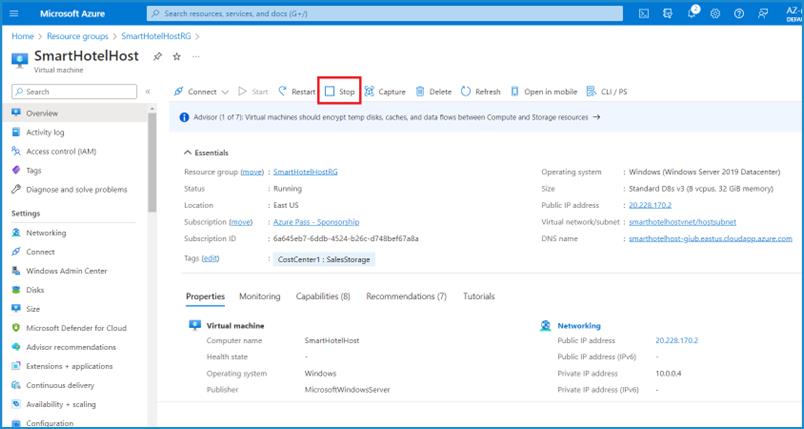 Microsoft Azure
Search resources, services, and docs (G+/)
2
AZ-
DEFAU
Home > Resource groups > SmartHotelHostRG >
SmartHotelHost
Virtual machine
Search
«
Connect Start Restart Stop Capture Delete Refresh Open in mobile CLI / PS
Overview
Activity log
Access control (IAM)
Tags
Diagnose and solve problems
Settings
Networking
Connect
Windows Admin Center
Disks
Size
Microsoft Defender for Cloud
Advisor recommendations
Extensions + applications
Continuous delivery
Availability + scaling
Configuration
Advisor (1 of 7): Virtual machines should encrypt temp disks, caches, and data flows between Compute and Storage resources →
Essentials
Resource group (move) : SmartHotelHostRG
Status : Running
Location : East US
Subscription (move) : Azure Pass - Sponsorship
Subscription ID : 6a645eb7-6ddb-4524-b26c-d748bef67a8a
Tags (edit) : CostCenter1 : SalesStorage
Operating system : Windows (Windows Server 2019 Datacenter)
Size : Standard D8s v3 (8 vcpus, 32 GiB memory)
Public IP address : 20.228.170.2
Virtual network/subnet : smarthotelhostvnet/hostsubnet
DNS name : smarthotelhost-giub.eastus.cloudapp.azure.com
Properties Monitoring Capabilities (8) Recommendations (7) Tutorials
Virtual machine
Computer name SmartHotelHost
Health state -
Operating system Windows
Publisher MicrosoftWindowsServer
Networking
Public IP address 20.228.170.2
Public IP address (IPv6) -
Private IP address 10.0.0.4
Private IP address (IPv6) -